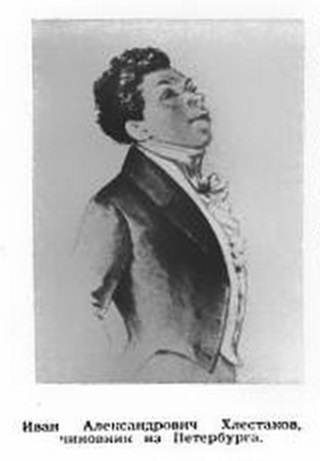 Иван Александрович Хлестаков,
чиновник из Петербурга.